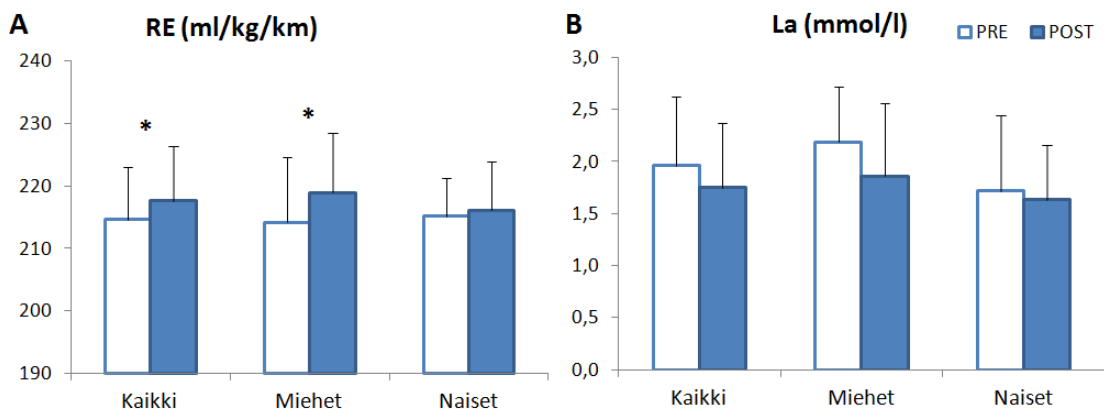 A
RE (ml/kg/km)
240
230
220
210
200
190
*
*
Kaikki
Miehet
Naiset
B
La (mmol/l)
PRE
POST
3,0
2,5
2,0
1,5
1,0
0,5
0,0
Kaikki
Miehet
Naiset